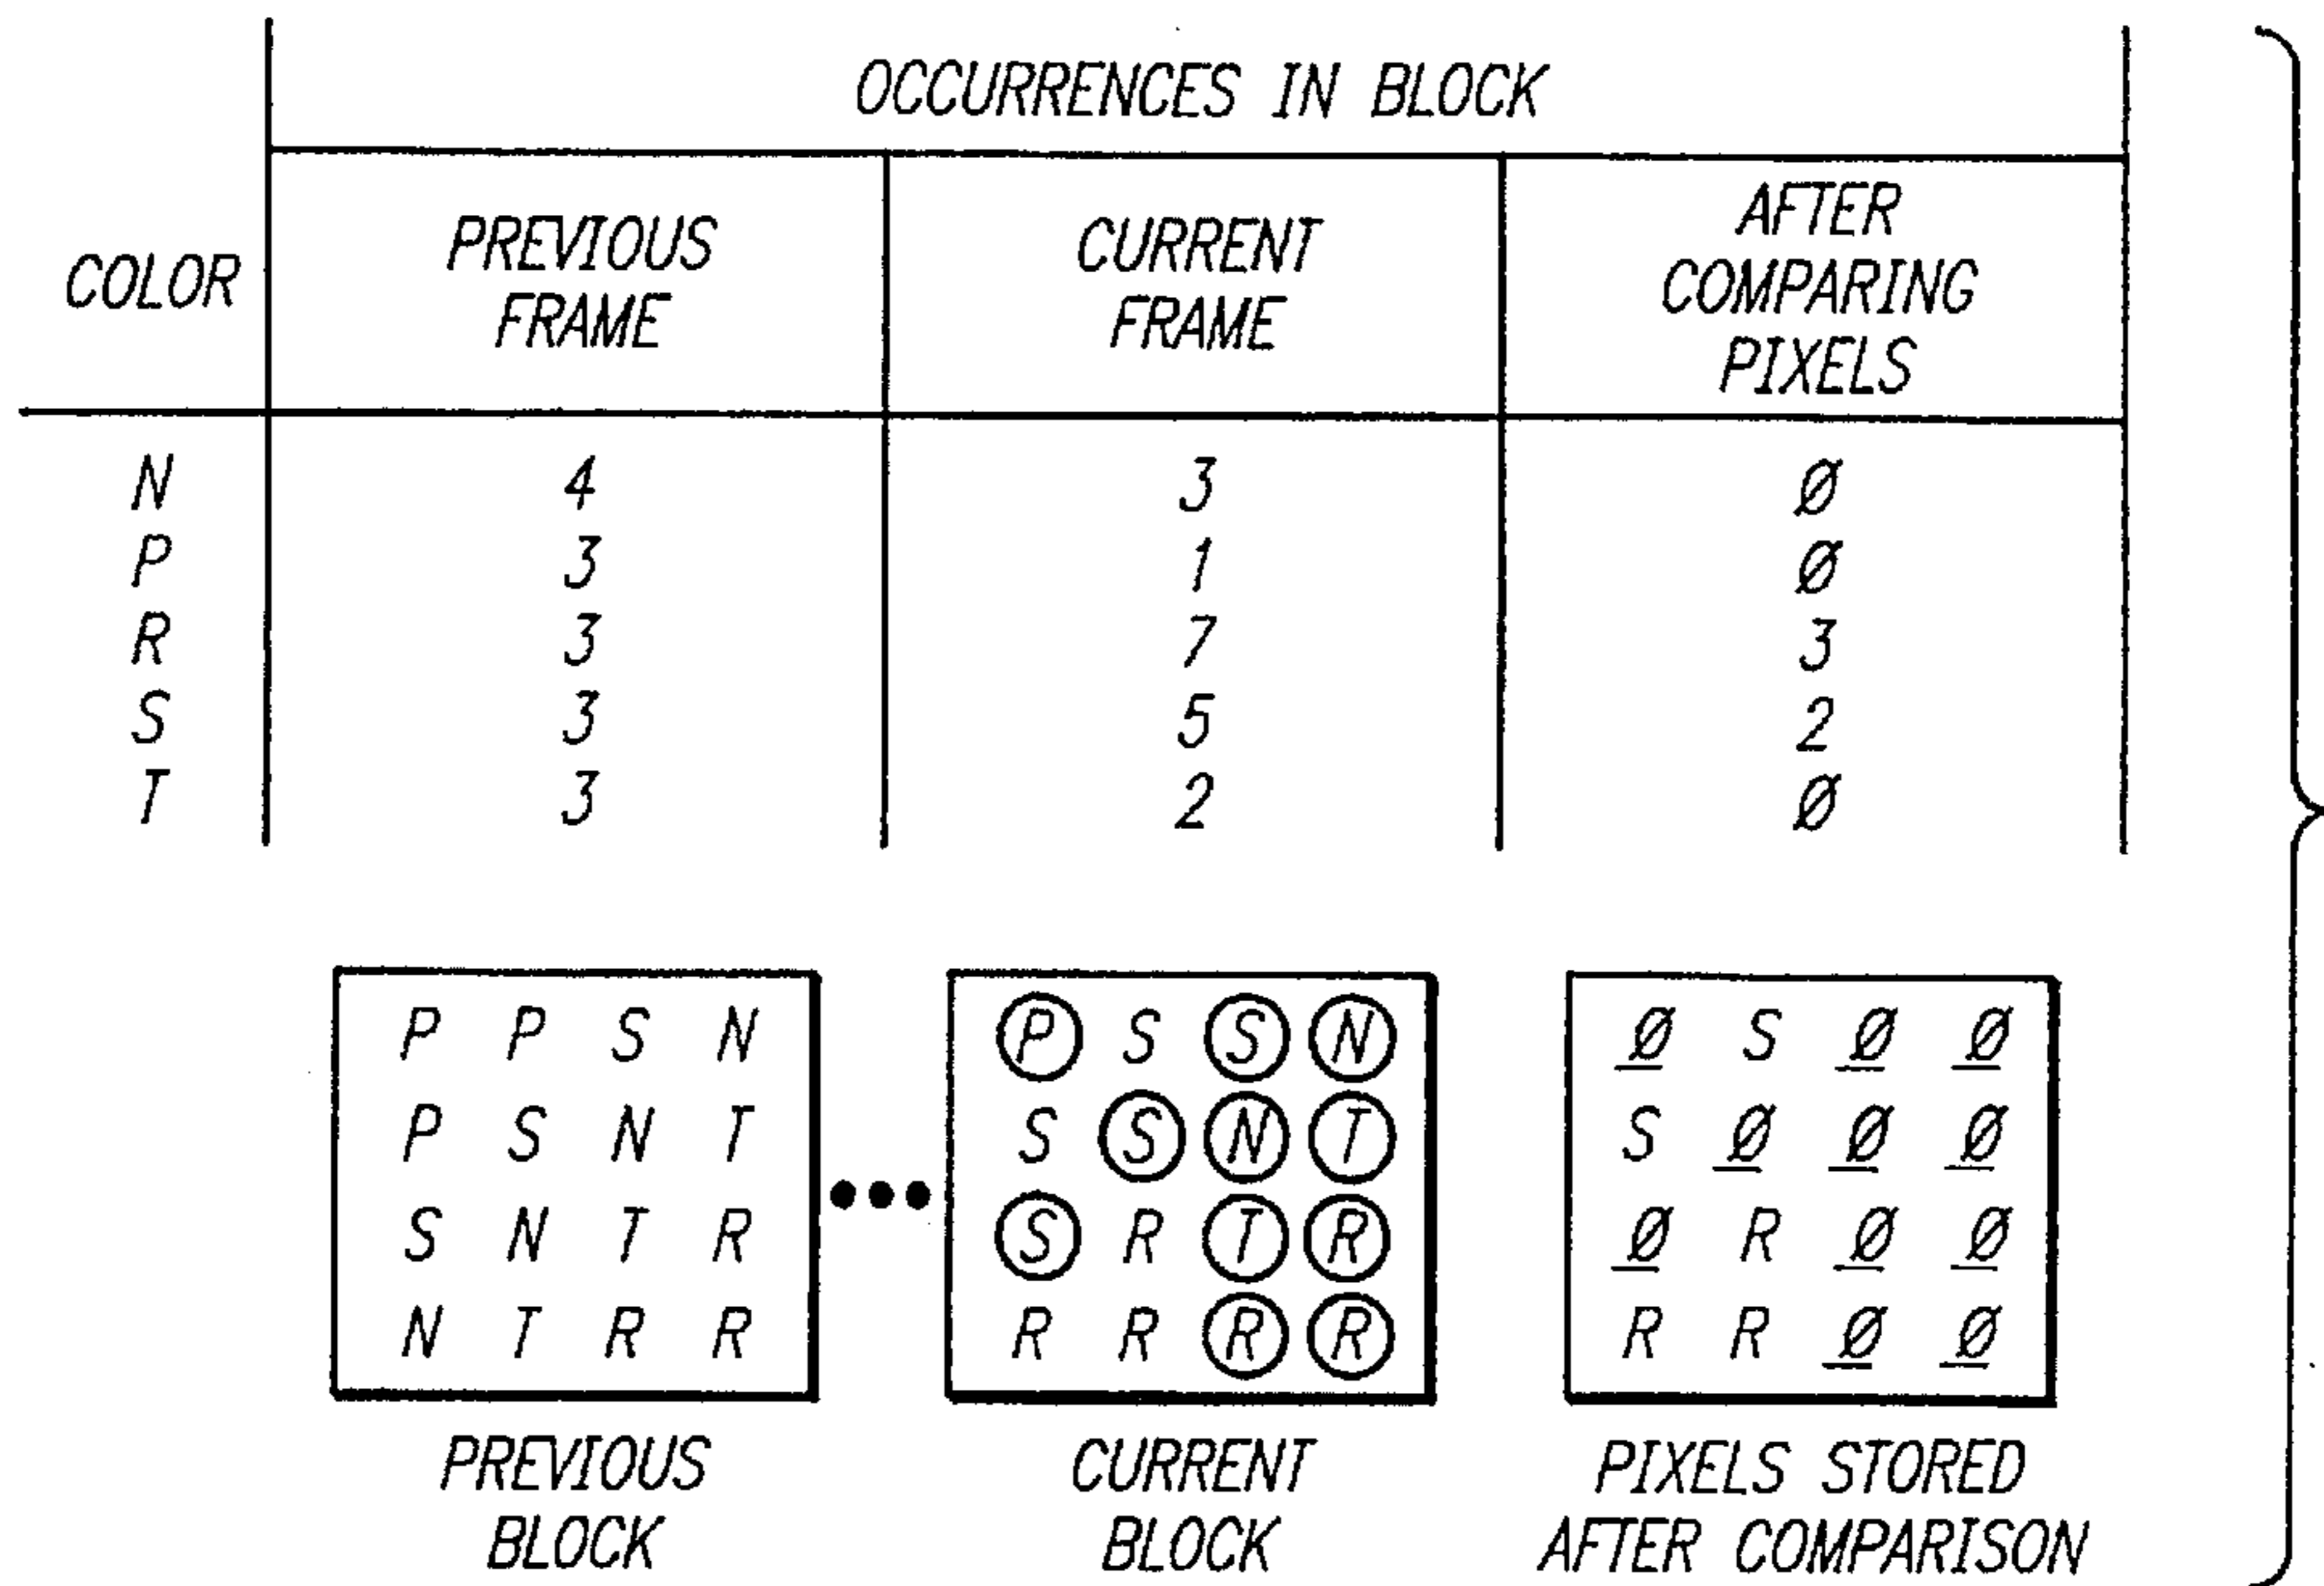 OCCURRENCES IN BLOCK
COLOR PREVIOUS FRAME CURRENT FRAME AFTER COMPARING PIXELS
N 4 3 Ø
P 3 1 Ø
R 3 7 3
S 3 5 2
T 3 2 Ø
P P S N
P S N T
S N T R
N T R R
PREVIOUS
BLOCK
P S S N
S S N T
S R T R
R R R R
CURRENT
BLOCK
Ø S Ø Ø
S Ø Ø Ø
Ø R Ø Ø
R R Ø Ø
PIXELS STORED
AFTER COMPARISON